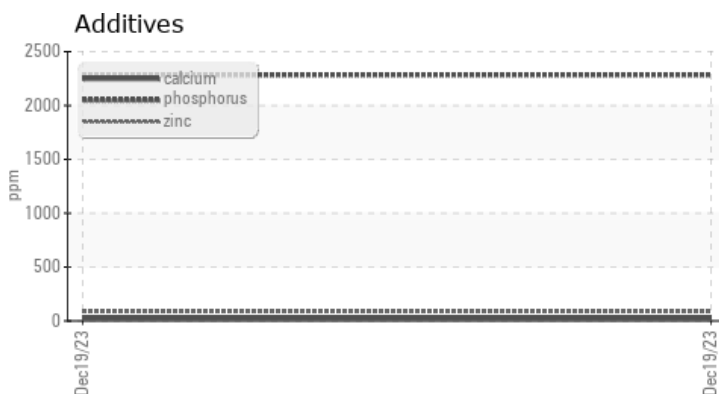 Additives
2500
2000
1500
1000
500
0
ppm
calcium
phosphorus
zinc
Dec19/23
Dec19/23